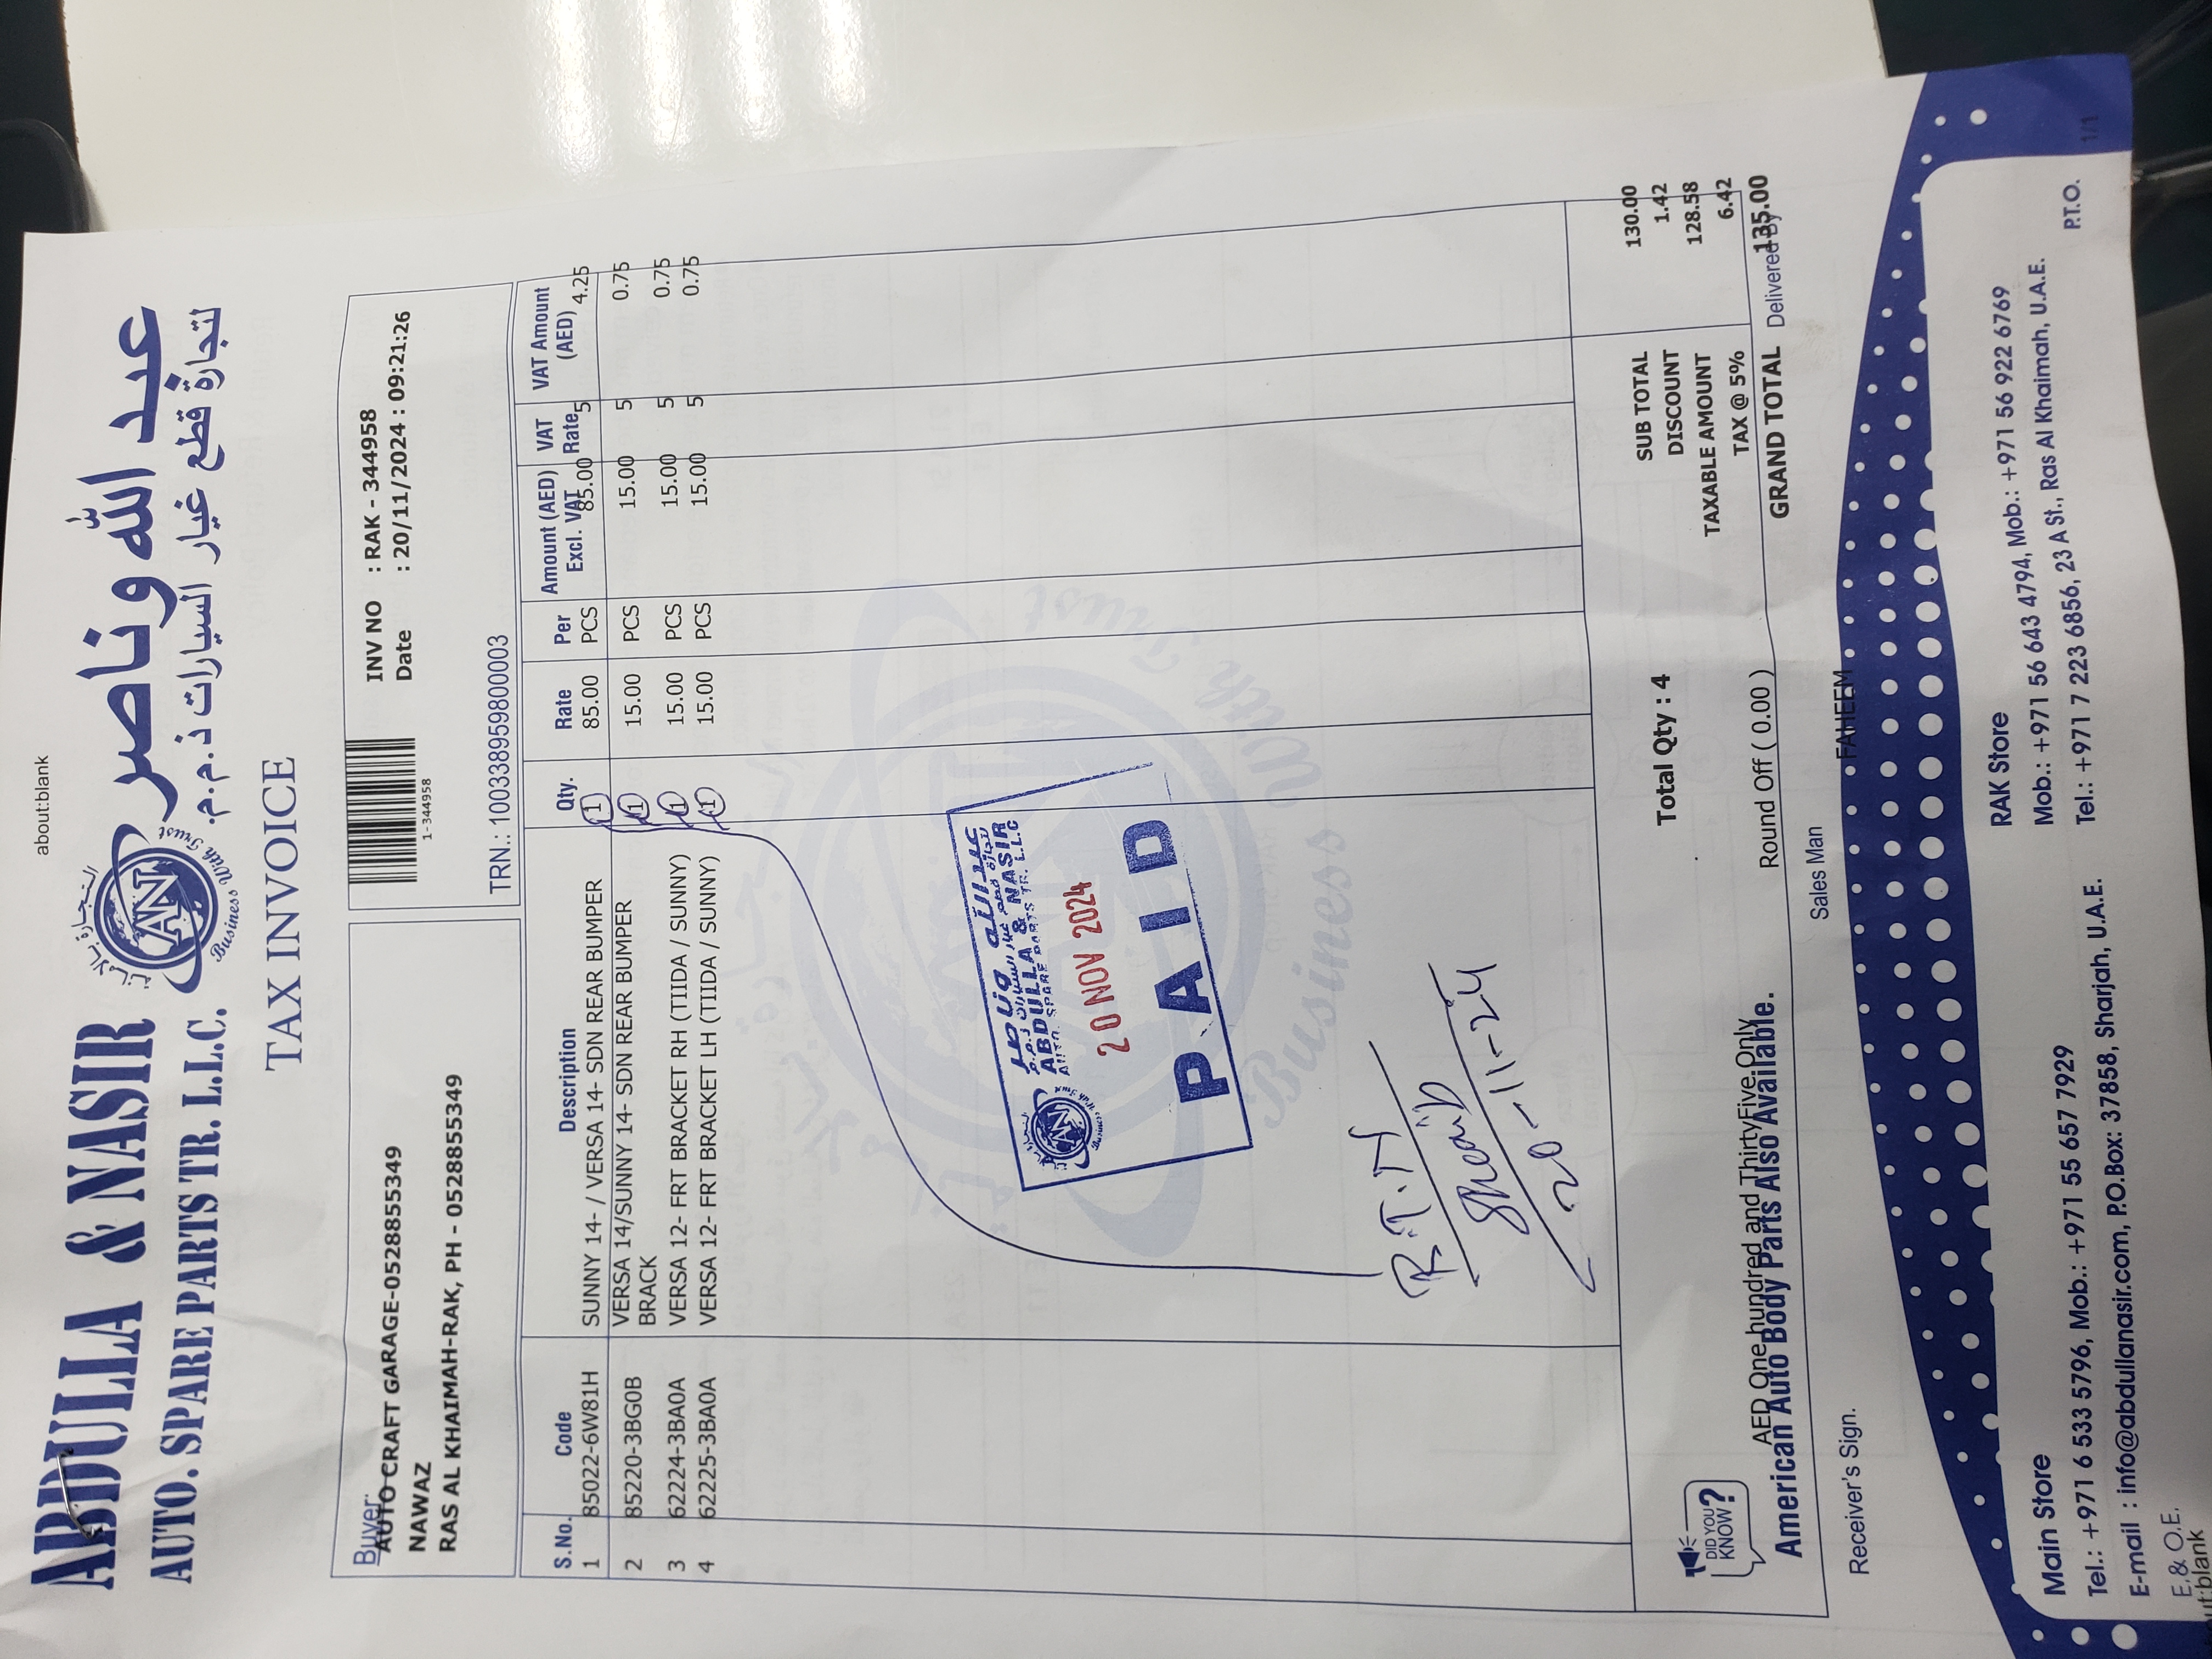 about:blank
ABDULLA & NASIR
عبد الله وناصر
AUTO. SPARE PARTS TR. L.L.C.
لتجارة قطع غيار السيارات ذ.م.م.
AN
Business With Trust
TAX INVOICE
Buyer:
AUTO CRAFT GARAGE-0528855349
NAWAZ
RAS AL KHAIMAH-RAK, PH - 0528855349
1-344958
INV NO : RAK - 344958
Date : 20/11/2024 : 09:21:26
TRN.: 100338959800003
S.No. Code Description Qty. Rate Per Amount (AED) Excl. VAT VAT Rate VAT Amount (AED)
1 85022-6W81H SUNNY 14- / VERSA 14- SDN REAR BUMPER 1 85.00 PCS 85.00 5 4.25
2 85220-3BG0B VERSA 14/SUNNY 14- SDN REAR BUMPER 1 15.00 PCS 15.00 5 0.75
BRACK
3 62224-3BA0A VERSA 12- FRT BRACKET RH (TIIDA / SUNNY) 1 15.00 PCS 15.00 5 0.75
4 62225-3BA0A VERSA 12- FRT BRACKET LH (TIIDA / SUNNY) 1 15.00 PCS 15.00 5 0.75
ABDULLA & NASIR
AUTO. SPARE PARTS TR. L.L.C
20 NOV 2024
PAID
Business With Trust
R.T.N
Shoaib
20-11-24
SUB TOTAL 130.00
Total Qty : 4
DISCOUNT 1.42
TAXABLE AMOUNT 128.58
TAX @ 5% 6.42
DID YOU KNOW?
AED One hundred and ThirtyFive Only
Round Off ( 0.00 )
GRAND TOTAL 135.00
American Auto Body Parts Also Available.
Receiver's Sign.
Sales Man
FAHEEM
Delivered By
Main Store
Tel.: +971 6 533 5796, Mob.: +971 55 657 7929
E-mail : info@abdullanasir.com, P.O.Box: 37858, Sharjah, U.A.E.
RAK Store
Mob.: +971 56 643 4794, Mob.: +971 56 922 6769
Tel.: +971 7 223 6856, 23 A St., Ras Al Khaimah, U.A.E.
E.& O.E.
P.T.O.
ut:blank
1/1